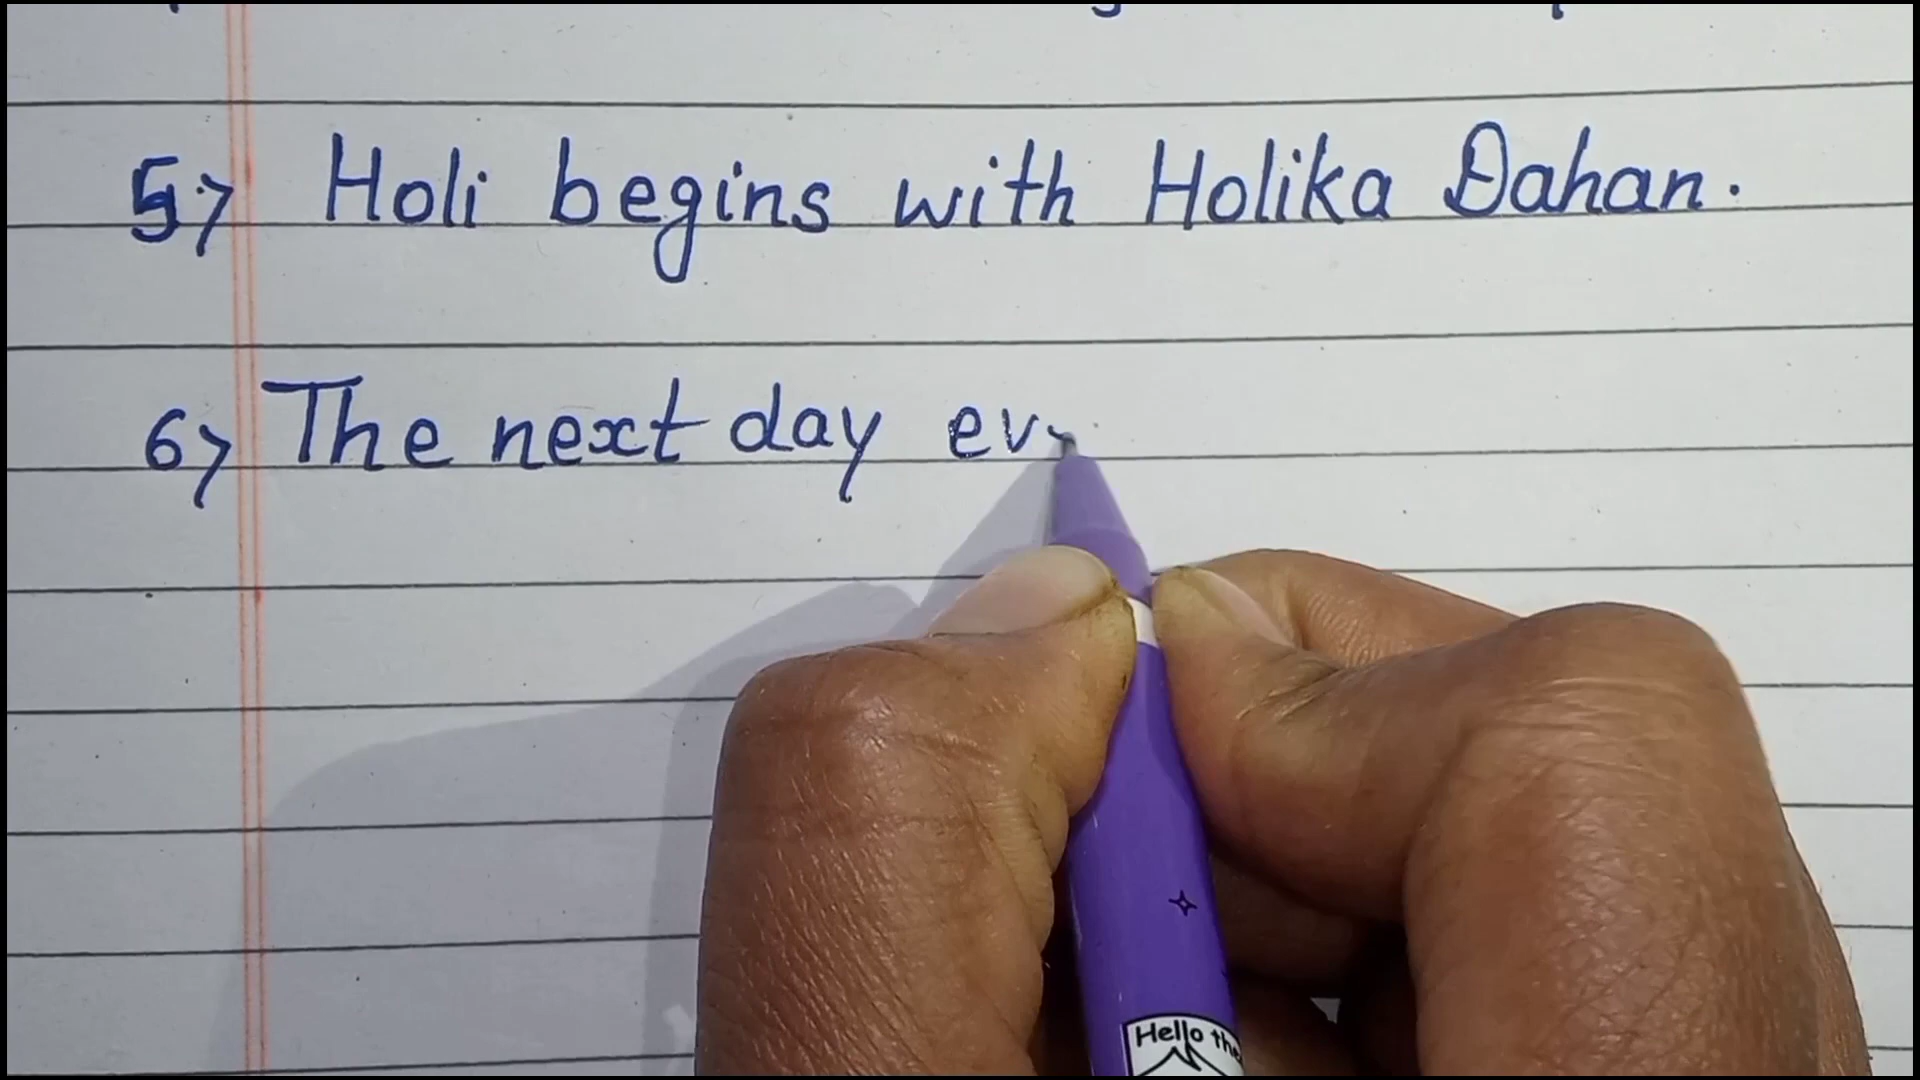 5> Holi begins with Holika Dahan.
6> The next day ev
Hello the